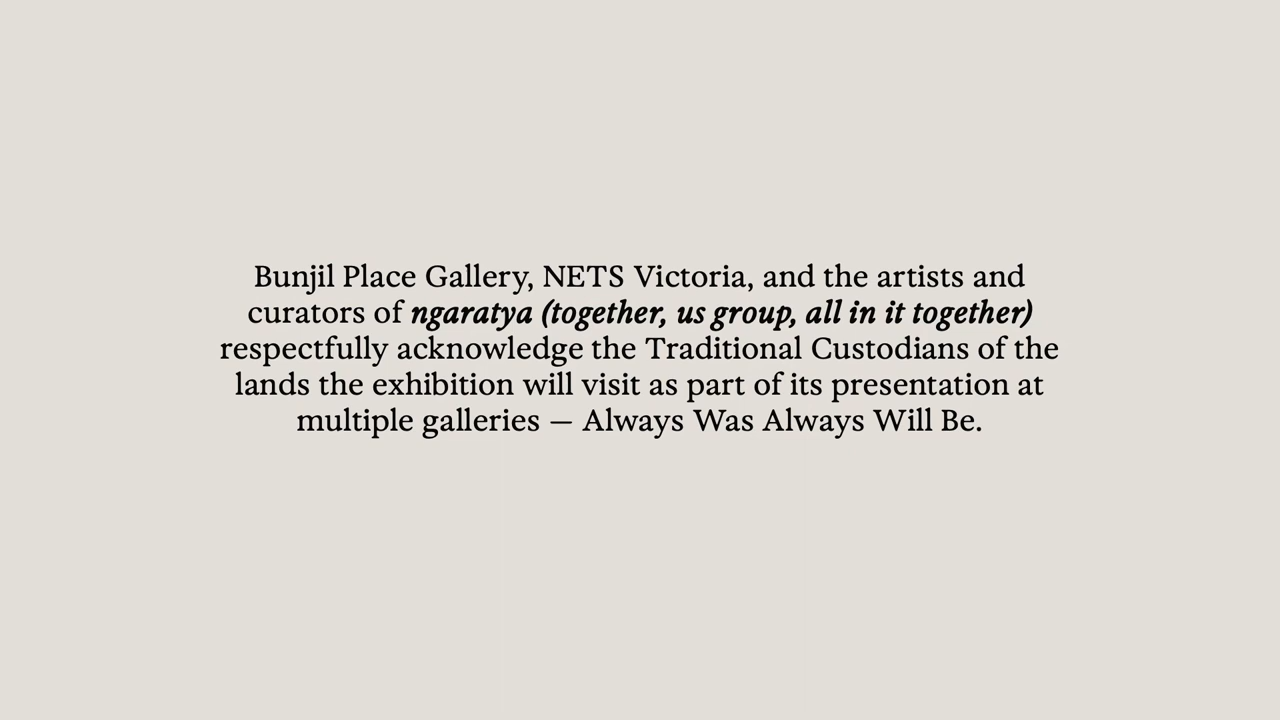 Bunjil Place Gallery, NETS Victoria, and the artists and
curators of ngaratya (together, us group, all in it together)
respectfully acknowledge the Traditional Custodians of the
lands the exhibition will visit as part of its presentation at
multiple galleries — Always Was Always Will Be.